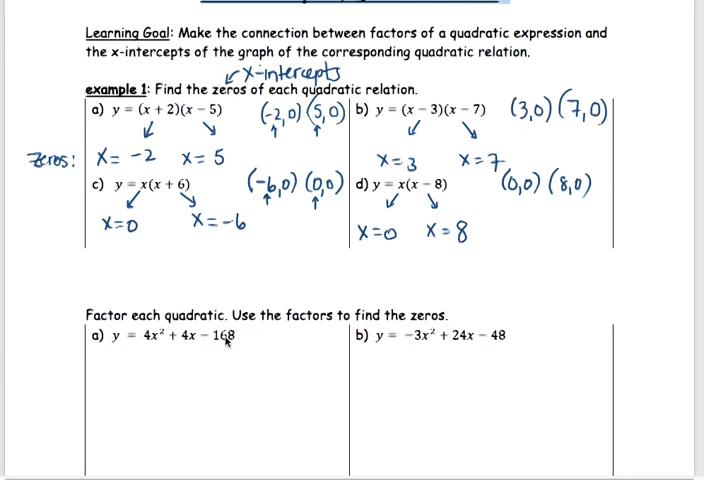 Learning Goal: Make the connection between factors of a quadratic expression and
the x-intercepts of the graph of the corresponding quadratic relation.
x-intercepts
example 1: Find the zeros of each quadratic relation.
a) y = (x + 2)(x − 5) (-2,0) (5,0)
Zeros: x = -2 x = 5
b) y = (x − 3)(x − 7) (3,0) (7,0)
x=3 x=7
c) y = x(x + 6) (-6,0) (0,0)
x=0 x=-6
d) y = x(x − 8) (0,0) (8,0)
x=0 x=8
Factor each quadratic. Use the factors to find the zeros.
a) y = 4x² + 4x − 168
b) y = −3x² + 24x − 48